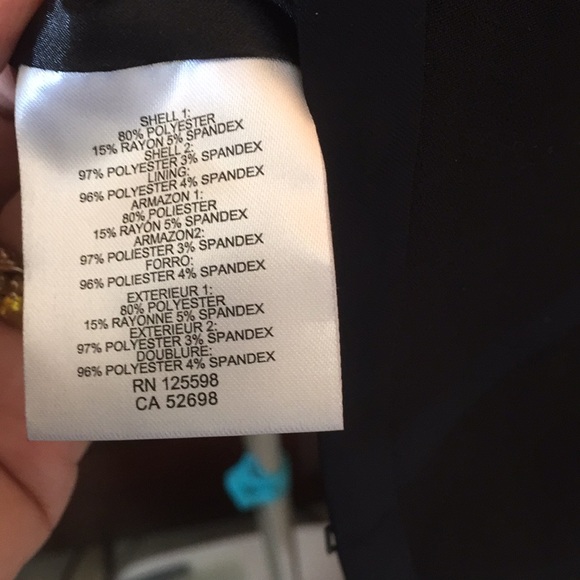 SHELL 1:
80% POLYESTER
15% RAYON 5% SPANDEX
SHELL 2:
97% POLYESTER 3% SPANDEX
LINING:
96% POLYESTER 4% SPANDEX
ARMAZON 1:
80% POLIESTER
15% RAYÓN 5% SPANDEX
ARMAZON2:
97% POLIESTER 3% SPANDEX
FORRO:
96% POLIESTER 4% SPANDEX
EXTERIEUR 1:
80% POLYESTER
15% RAYONNE 5% SPANDEX
EXTERIEUR 2:
97% POLYESTER 3% SPANDEX
DOUBLURE:
96% POLYESTER 4% SPANDEX
RN 125598
CA 52698